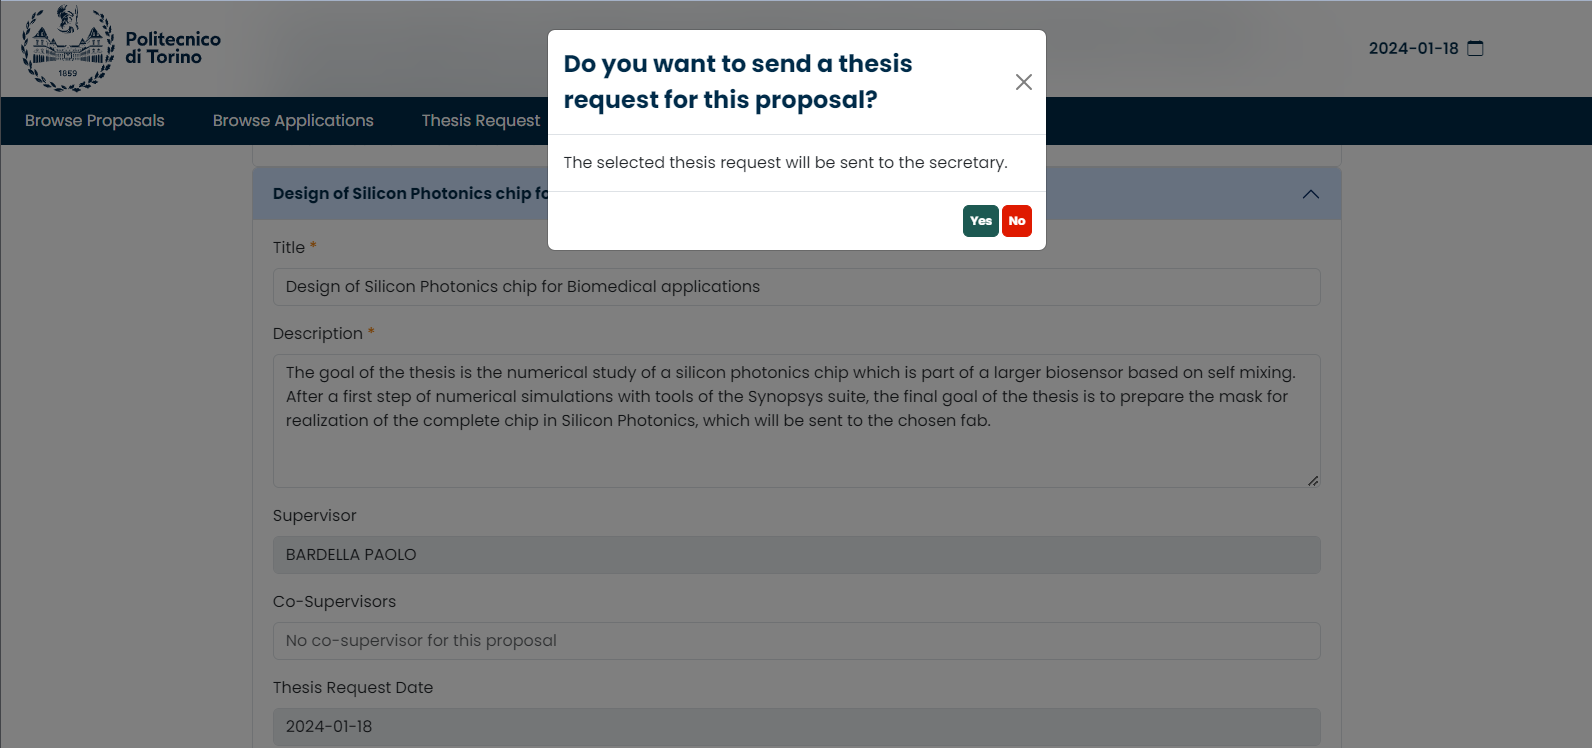 Politecnico
di Torino
1859
2024-01-18
Browse Proposals
Browse Applications
Thesis Request
Do you want to send a thesis
request for this proposal?
The selected thesis request will be sent to the secretary.
Yes
No
Design of Silicon Photonics chip fo
Title *
Design of Silicon Photonics chip for Biomedical applications
Description *
The goal of the thesis is the numerical study of a silicon photonics chip which is part of a larger biosensor based on self mixing.
After a first step of numerical simulations with tools of the Synopsys suite, the final goal of the thesis is to prepare the mask for
realization of the complete chip in Silicon Photonics, which will be sent to the chosen fab.
Supervisor
BARDELLA PAOLO
Co-Supervisors
No co-supervisor for this proposal
Thesis Request Date
2024-01-18